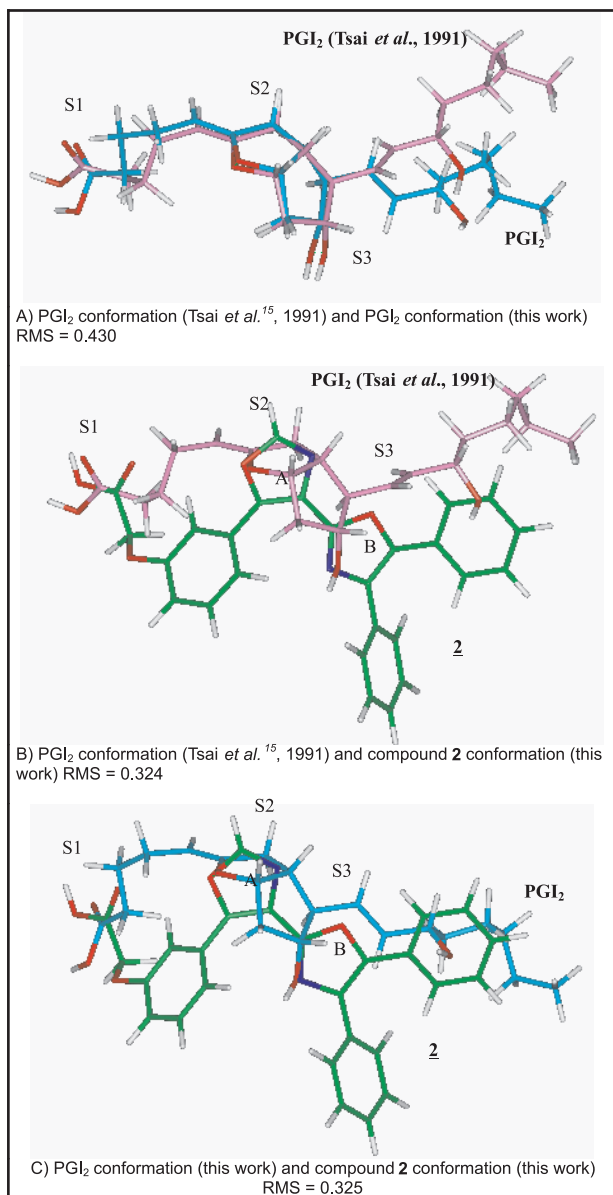 PGI₂ (Tsai et al., 1991)
S1
S2
S3
PGI₂
A) PGI₂ conformation (Tsai et al.¹⁵, 1991) and PGI₂ conformation (this work)
RMS = 0.430
PGI₂ (Tsai et al., 1991)
S2
S1
S3
A
B
2
B) PGI₂ conformation (Tsai et al.¹⁵, 1991) and compound 2 conformation (this
work) RMS = 0.324
S2
S1
S3
A
PGI₂
B
2
C) PGI₂ conformation (this work) and compound 2 conformation (this work)
RMS = 0.325